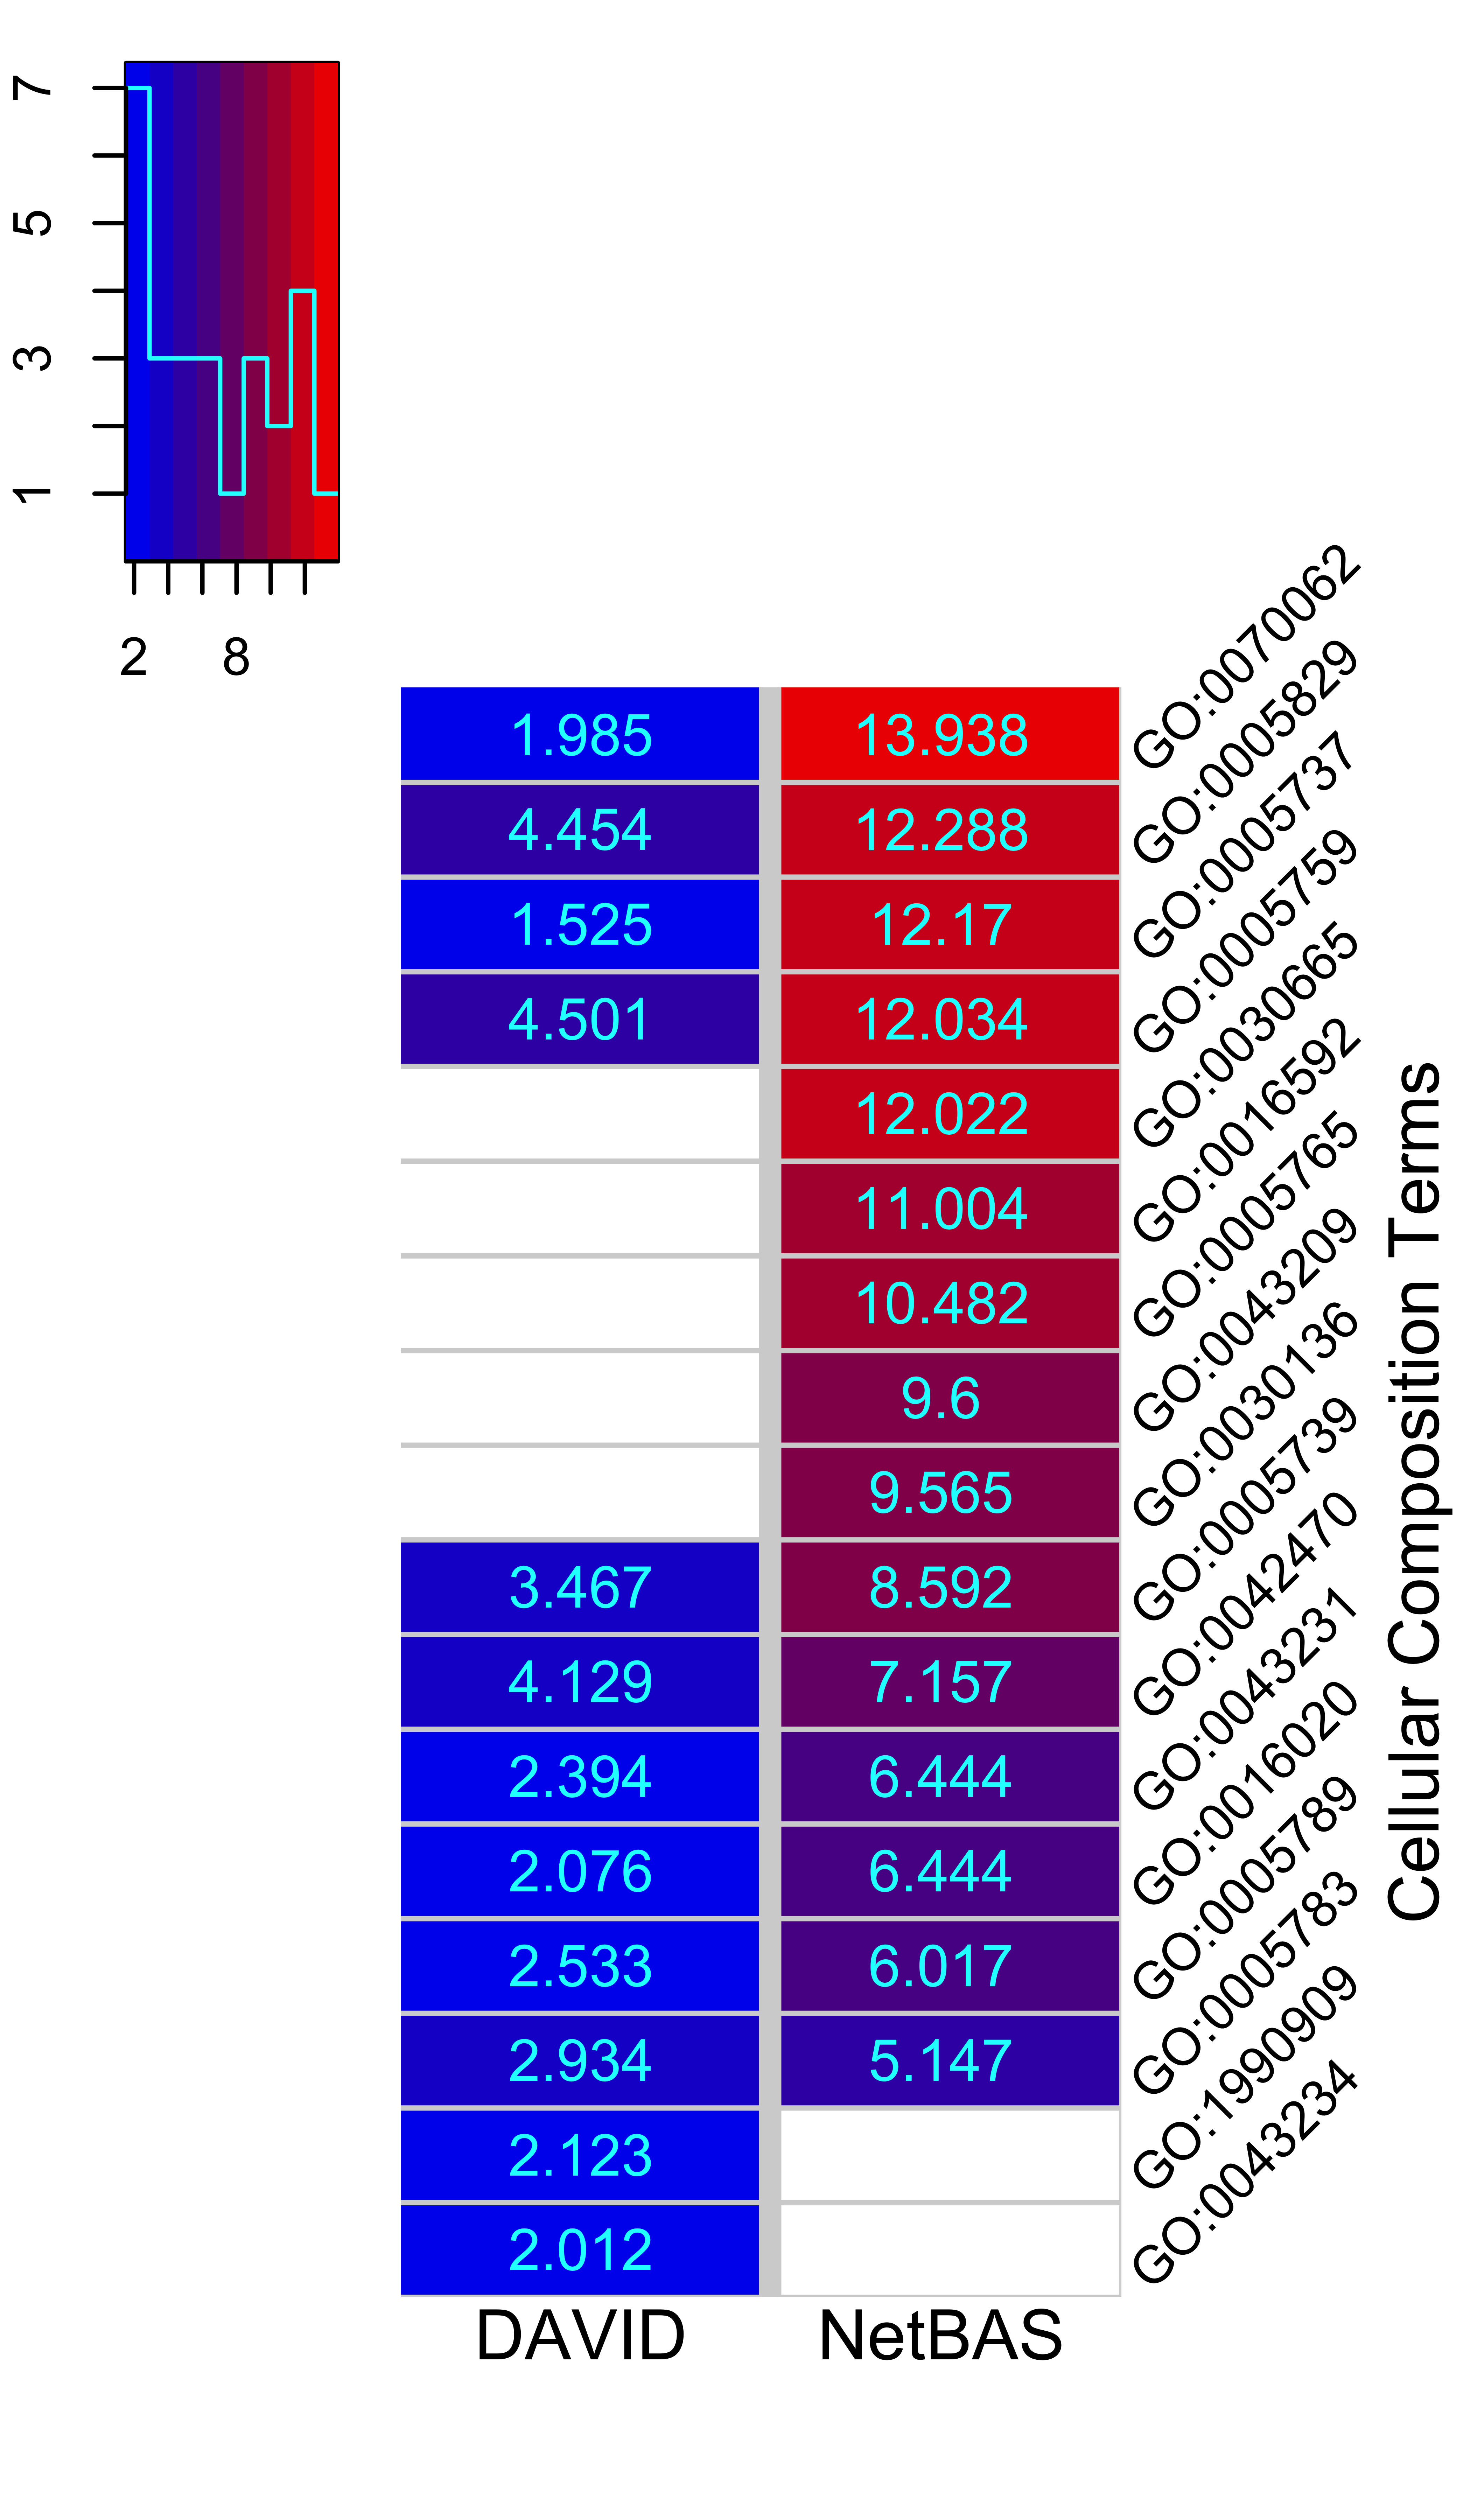 7
5
3
1
2 8
1.985 13.938 GO:0070062
4.454 12.288 GO:0005829
1.525 12.17 GO:0005737
4.501 12.034 GO:0005759
12.022 GO:0030665
11.004 GO:0016592
10.482 GO:0005765
9.6 GO:0043209
9.565 GO:0030136
3.467 8.592 GO:0005739
4.129 7.157 GO:0042470
2.394 6.444 GO:0043231
2.076 6.444 GO:0016020
2.533 6.017 GO:0005789
2.934 5.147 GO:0005783
2.123 GO:1990909
2.012 GO:0043234
DAVID NetBAS
Cellular Composition Terms